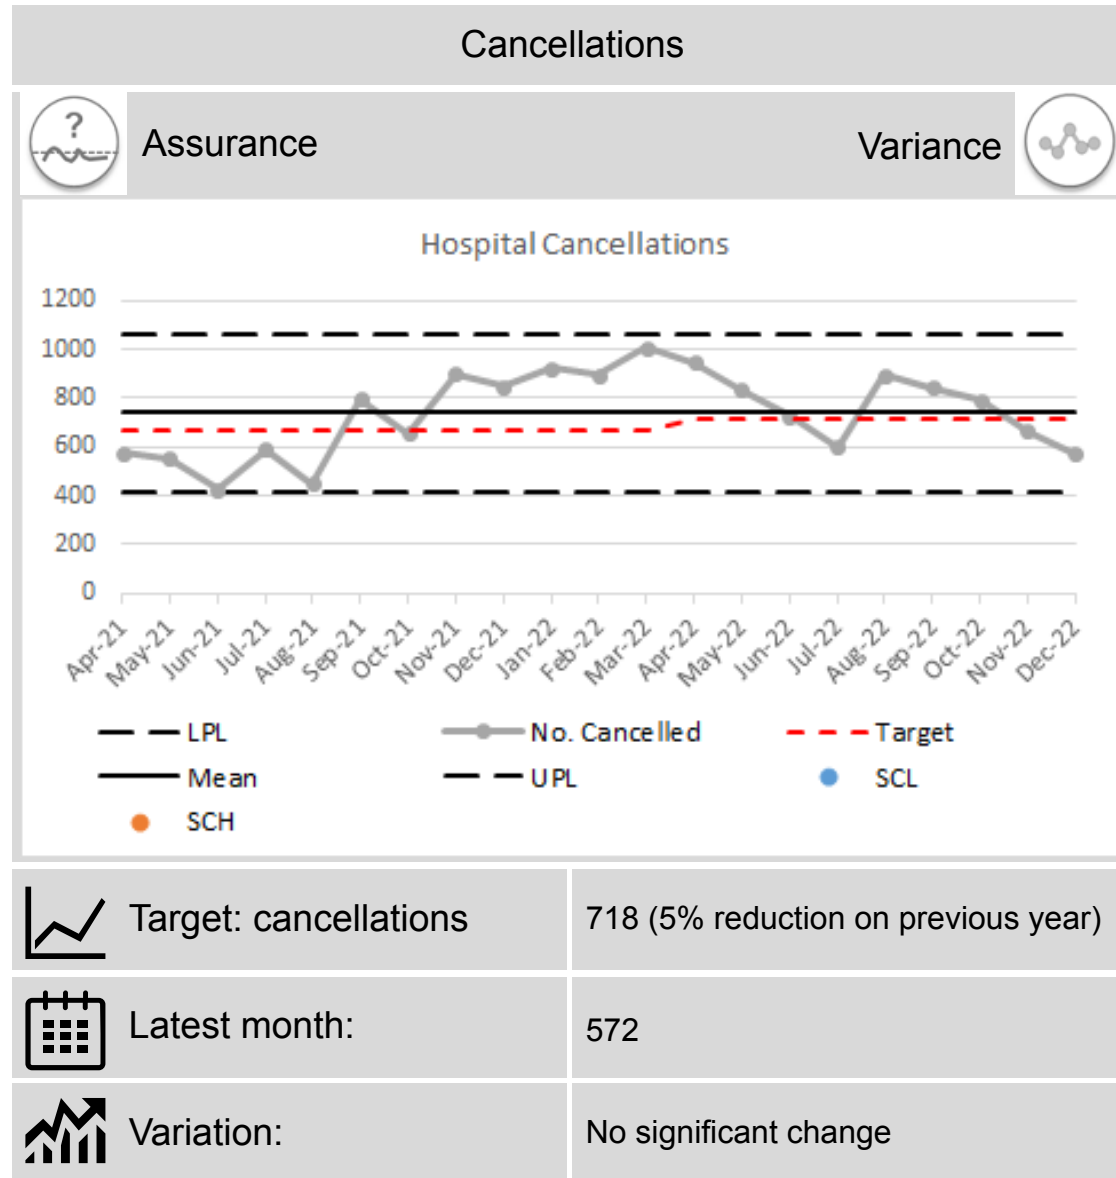 Cancellations
?
Assurance
Variance
Hospital Cancellations
1200
1000
800
600
400
200
0
Apr-21 May-21 Jun-21 Jul-21 Aug-21 Sep-21 Oct-21 Nov-21 Dec-21 Jan-22 Feb-22 Mar-22 Apr-22 May-22 Jun-22 Jul-22 Aug-22 Sep-22 Oct-22 Nov-22 Dec-22
LPL No. Cancelled Target
Mean UPL SCL
SCH
Target: cancellations 718 (5% reduction on previous year)
Latest month: 572
Variation: No significant change